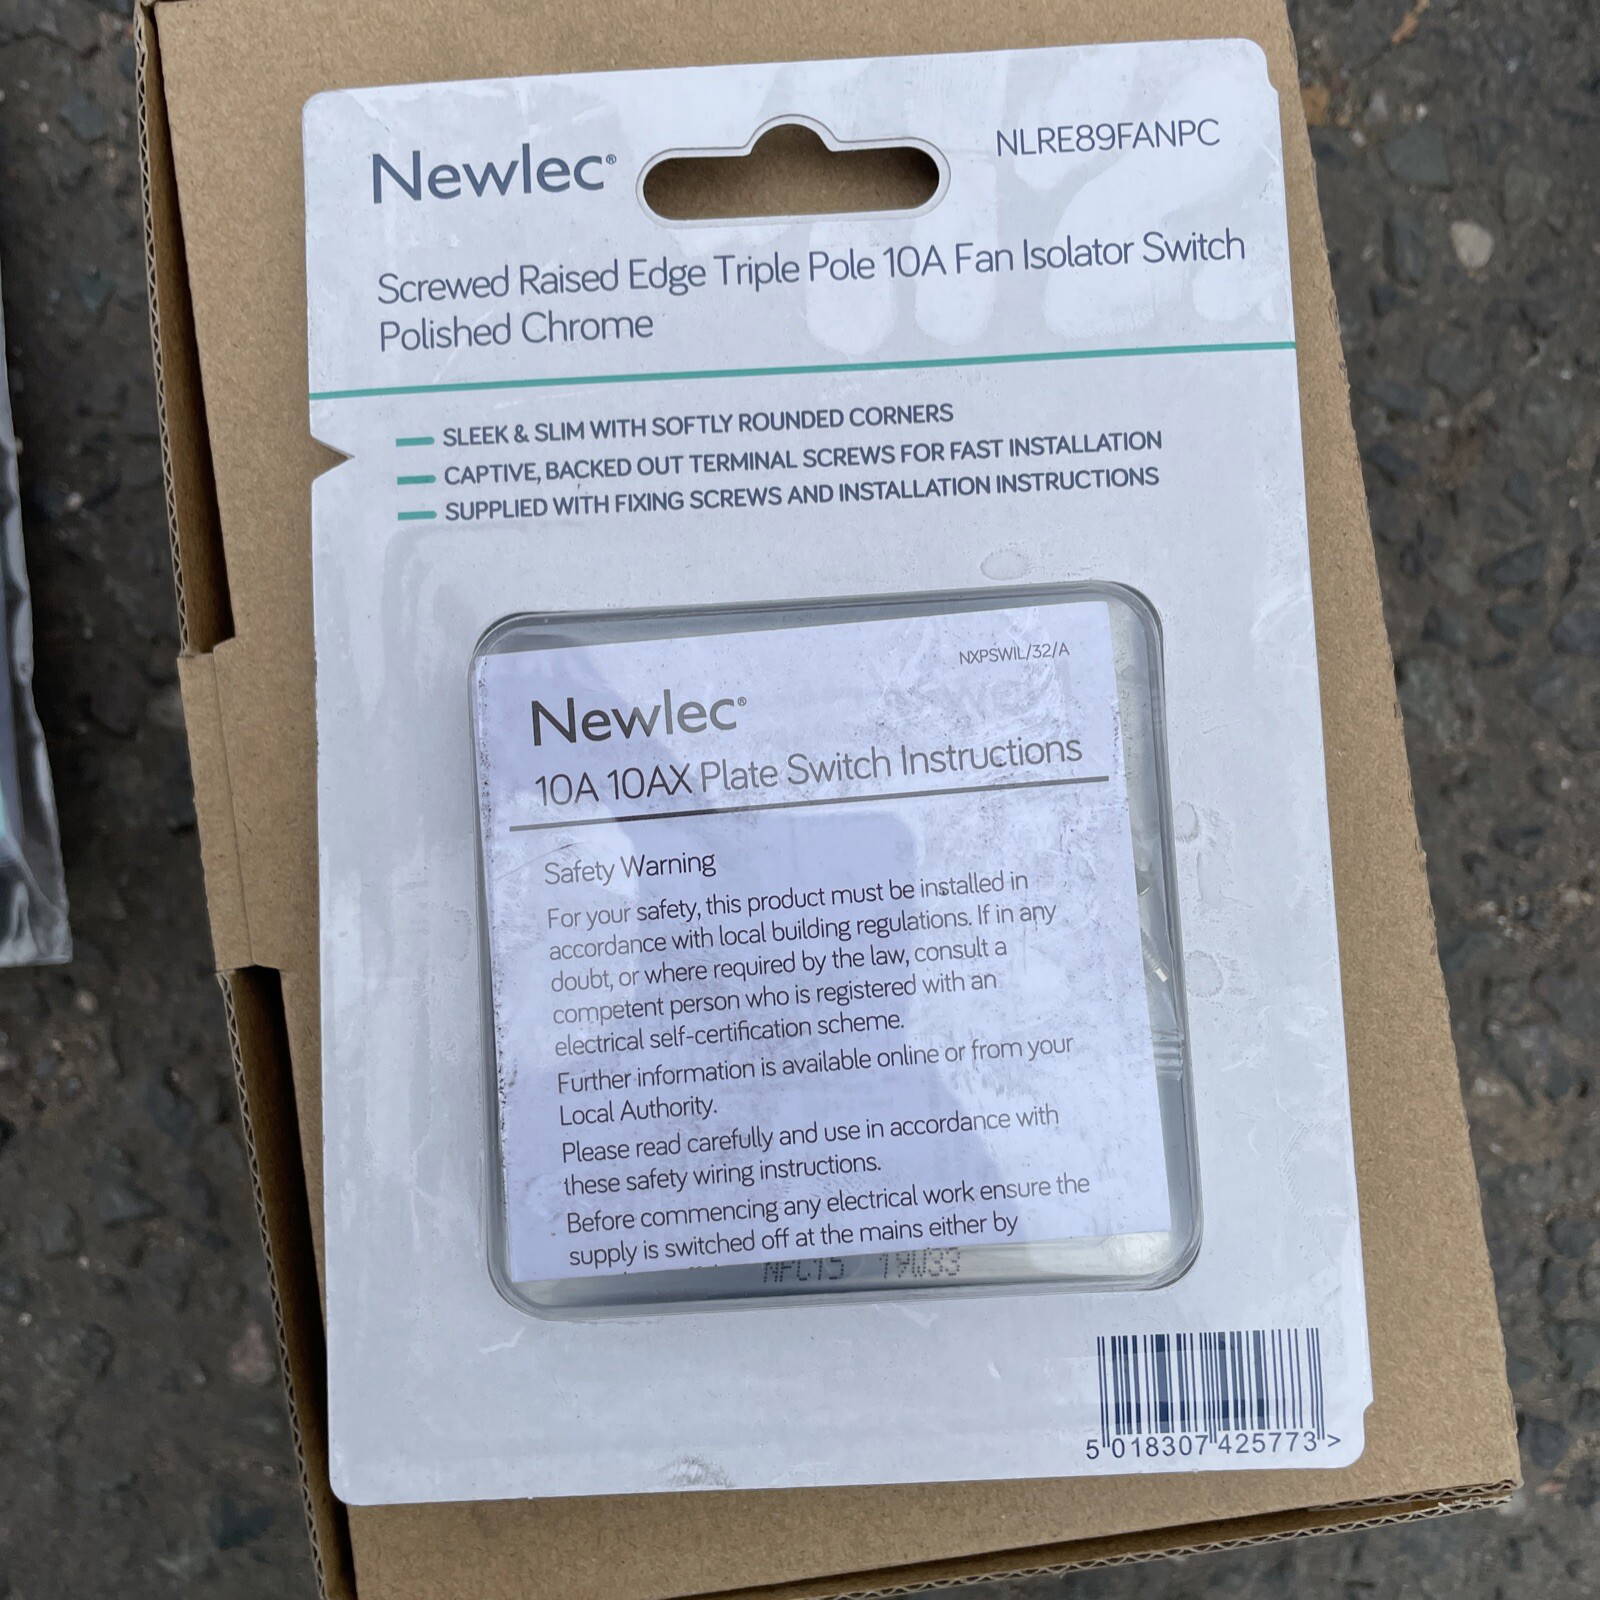 Newlec®
NLRE89FANPC
Screwed Raised Edge Triple Pole 10A Fan Isolator Switch
Polished Chrome
SLEEK & SLIM WITH SOFTLY ROUNDED CORNERS
CAPTIVE, BACKED OUT TERMINAL SCREWS FOR FAST INSTALLATION
SUPPLIED WITH FIXING SCREWS AND INSTALLATION INSTRUCTIONS
NXPSWIL/32/A
Newlec®
10A 10AX Plate Switch Instructions
Safety Warning
For your safety, this product must be installed in
accordance with local building regulations. If in any
doubt, or where required by the law, consult a
competent person who is registered with an
electrical self-certification scheme.
Further information is available online or from your
Local Authority.
Please read carefully and use in accordance with
these safety wiring instructions.
Before commencing any electrical work ensure the
supply is switched off at the mains either by
19W33
5 018307 425773 >